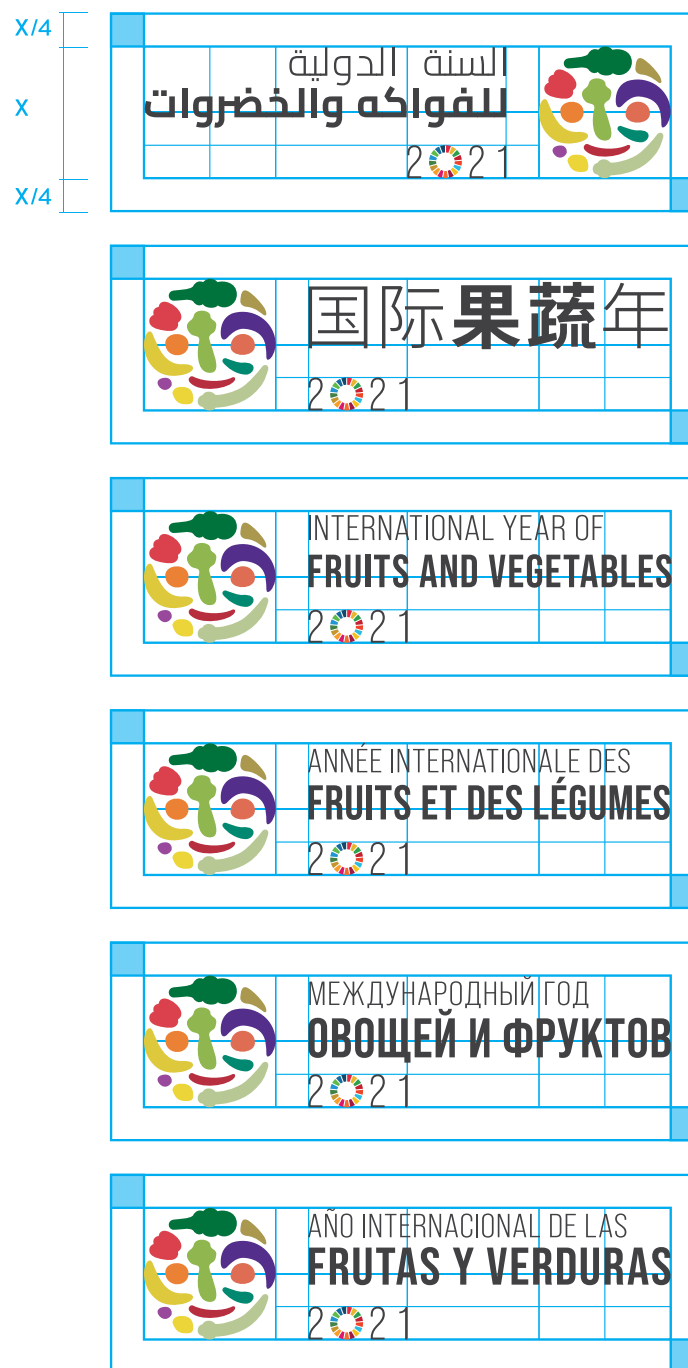 X/4
X
X/4
السنة الدولية
للفواكه والخضروات
2021
国际果蔬年
2021
INTERNATIONAL YEAR OF
FRUITS AND VEGETABLES
2021
ANNÉE INTERNATIONALE DES
FRUITS ET DES LÉGUMES
2021
МЕЖДУНАРОДНЫЙ ГОД
ОВОЩЕЙ И ФРУКТОВ
2021
AÑO INTERNACIONAL DE LAS
FRUTAS Y VERDURAS
2021